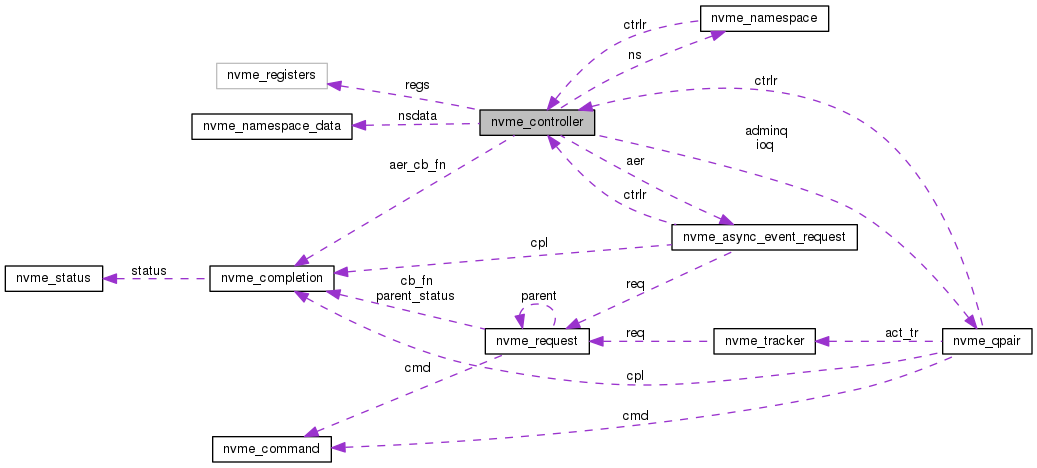 nvme_namespace
ctrlr
ns
nvme_registers
ctrlr
regs
nvme_namespace_data
nsdata
nvme_controller
adminq
ioq
aer_cb_fn
aer
ctrlr
nvme_async_event_request
cpl
nvme_status
status
nvme_completion
cb_fn
parent_status
req
parent
nvme_request
req
nvme_tracker
act_tr
nvme_qpair
cmd
cpl
cmd
nvme_command